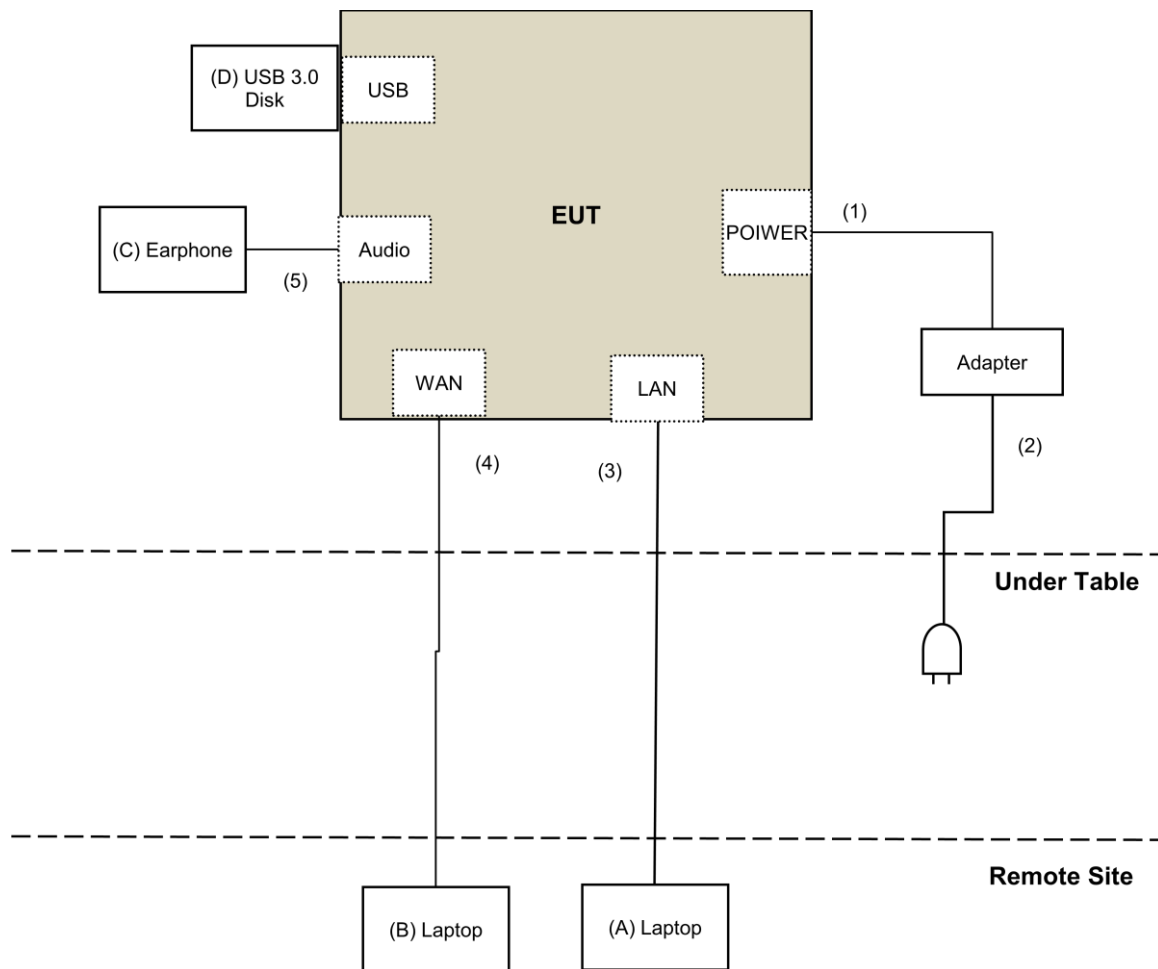 (D) USB 3.0
Disk
USB
EUT
(1)
POIWER
(C) Earphone
Audio
(5)
Adapter
WAN
LAN
(4)
(3)
(2)
Under Table
Remote Site
(B) Laptop
(A) Laptop